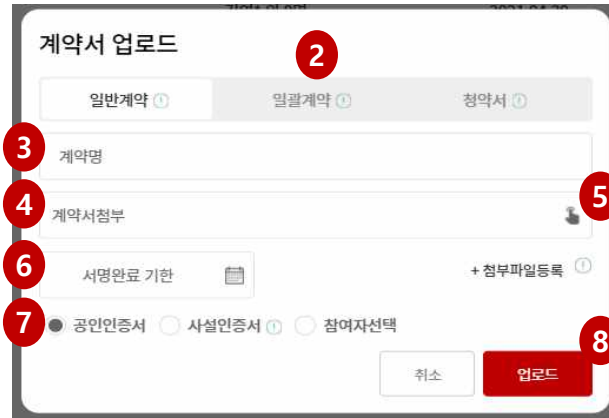 계약서 업로드
2
일반계약 일괄계약 청약서
3 계약명
4 계약서첨부 5
6 서명완료 기한 + 첨부파일등록
7 공인인증서 사설인증서 참여자선택
8
취소 업로드